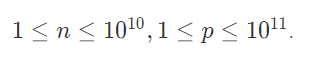 1 ≤ n ≤ 10¹⁰, 1 ≤ p ≤ 10¹¹.